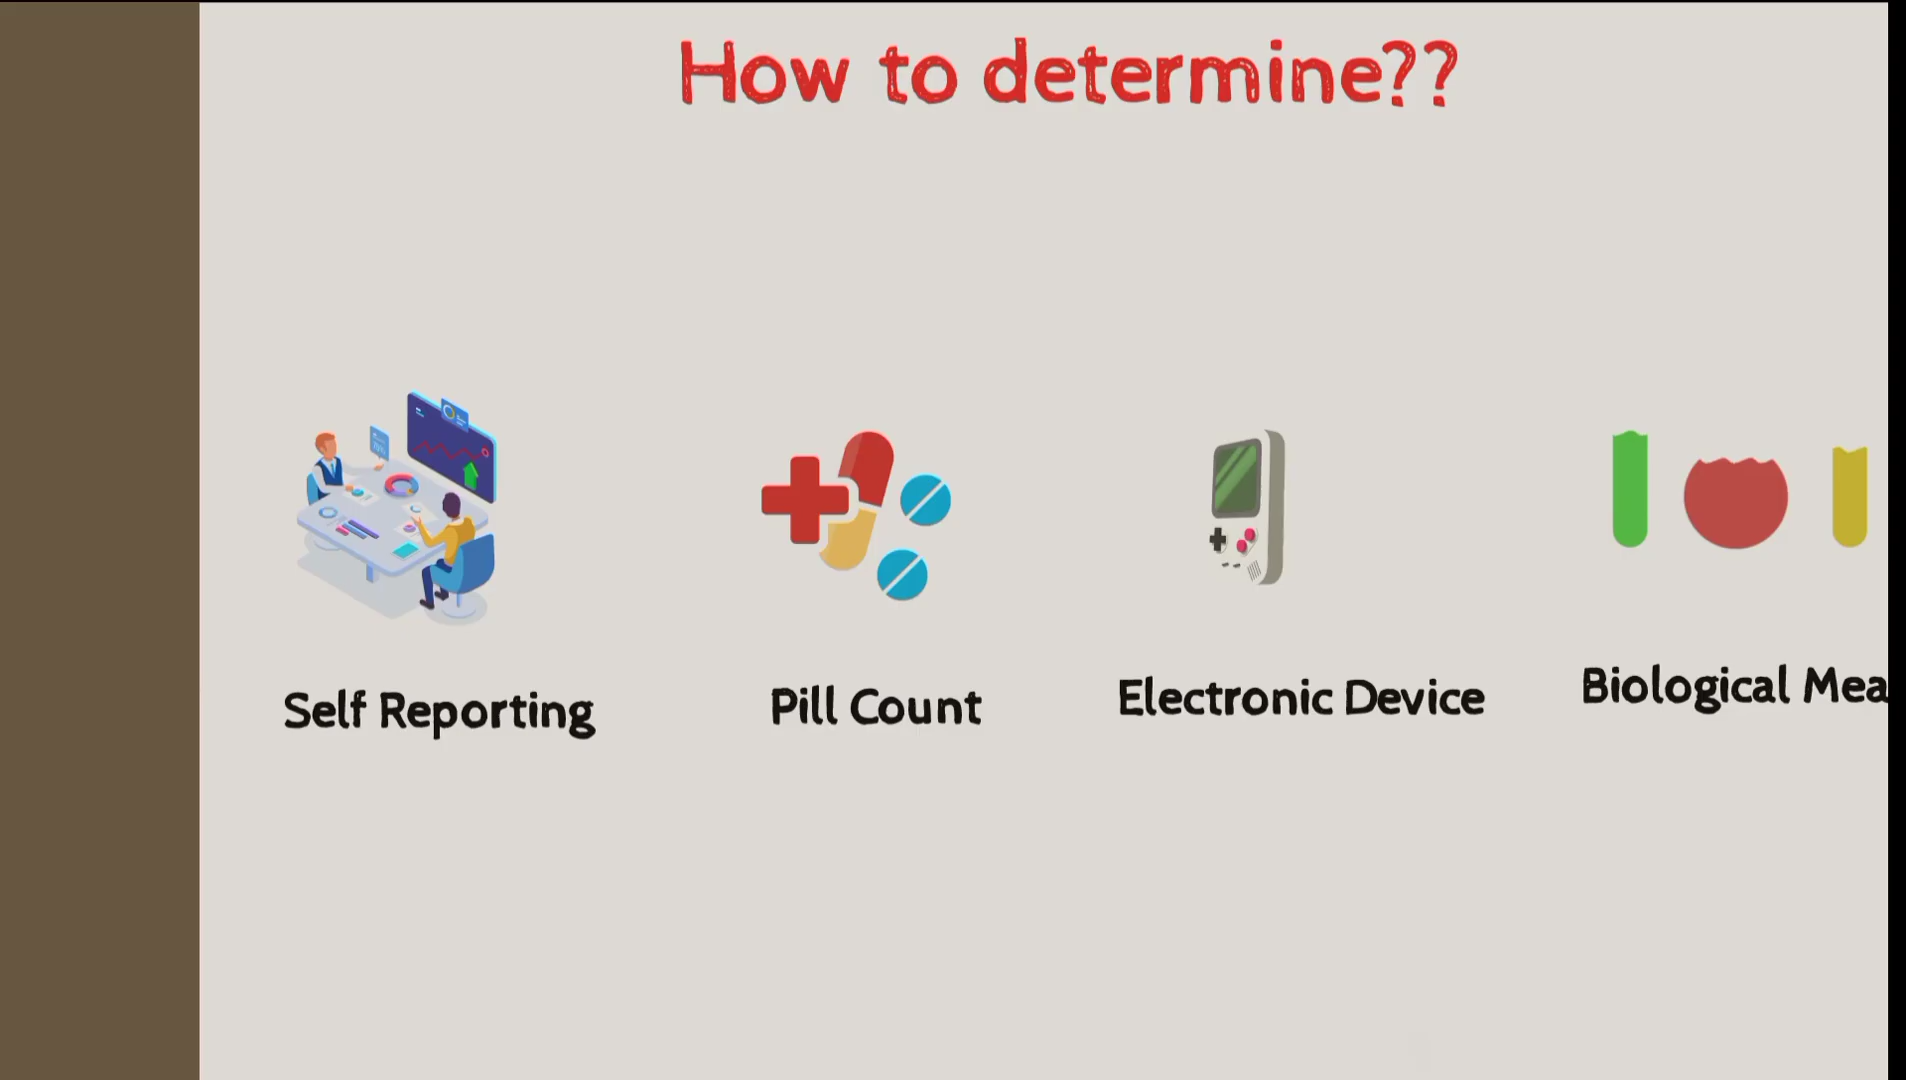 How to determine??
Self Reporting
Pill Count
Electronic Device
Biological Mea